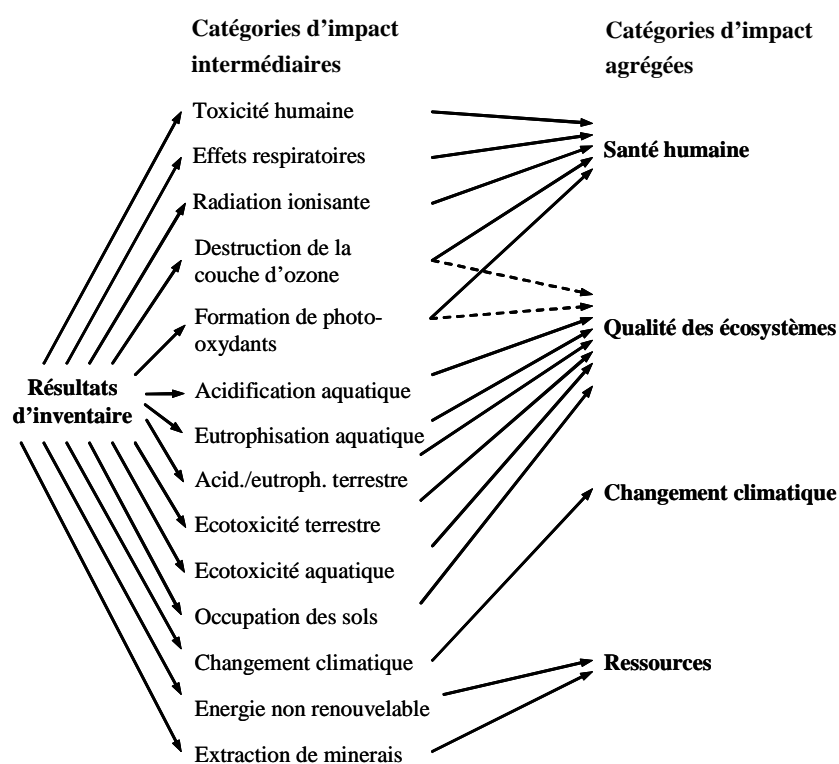 Catégories d’impact
intermédiaires
Catégories d’impact
agrégées
Toxicité humaine
Effets respiratoires
Radiation ionisante
Destruction de la
couche d’ozone
Formation de photo-
oxydants
Résultats
d’inventaire
Acidification aquatique
Eutrophisation aquatique
Acid./eutroph. terrestre
Ecotoxicité terrestre
Ecotoxicité aquatique
Occupation des sols
Changement climatique
Energie non renouvelable
Extraction de minerais
Santé humaine
Qualité des écosystèmes
Changement climatique
Ressources